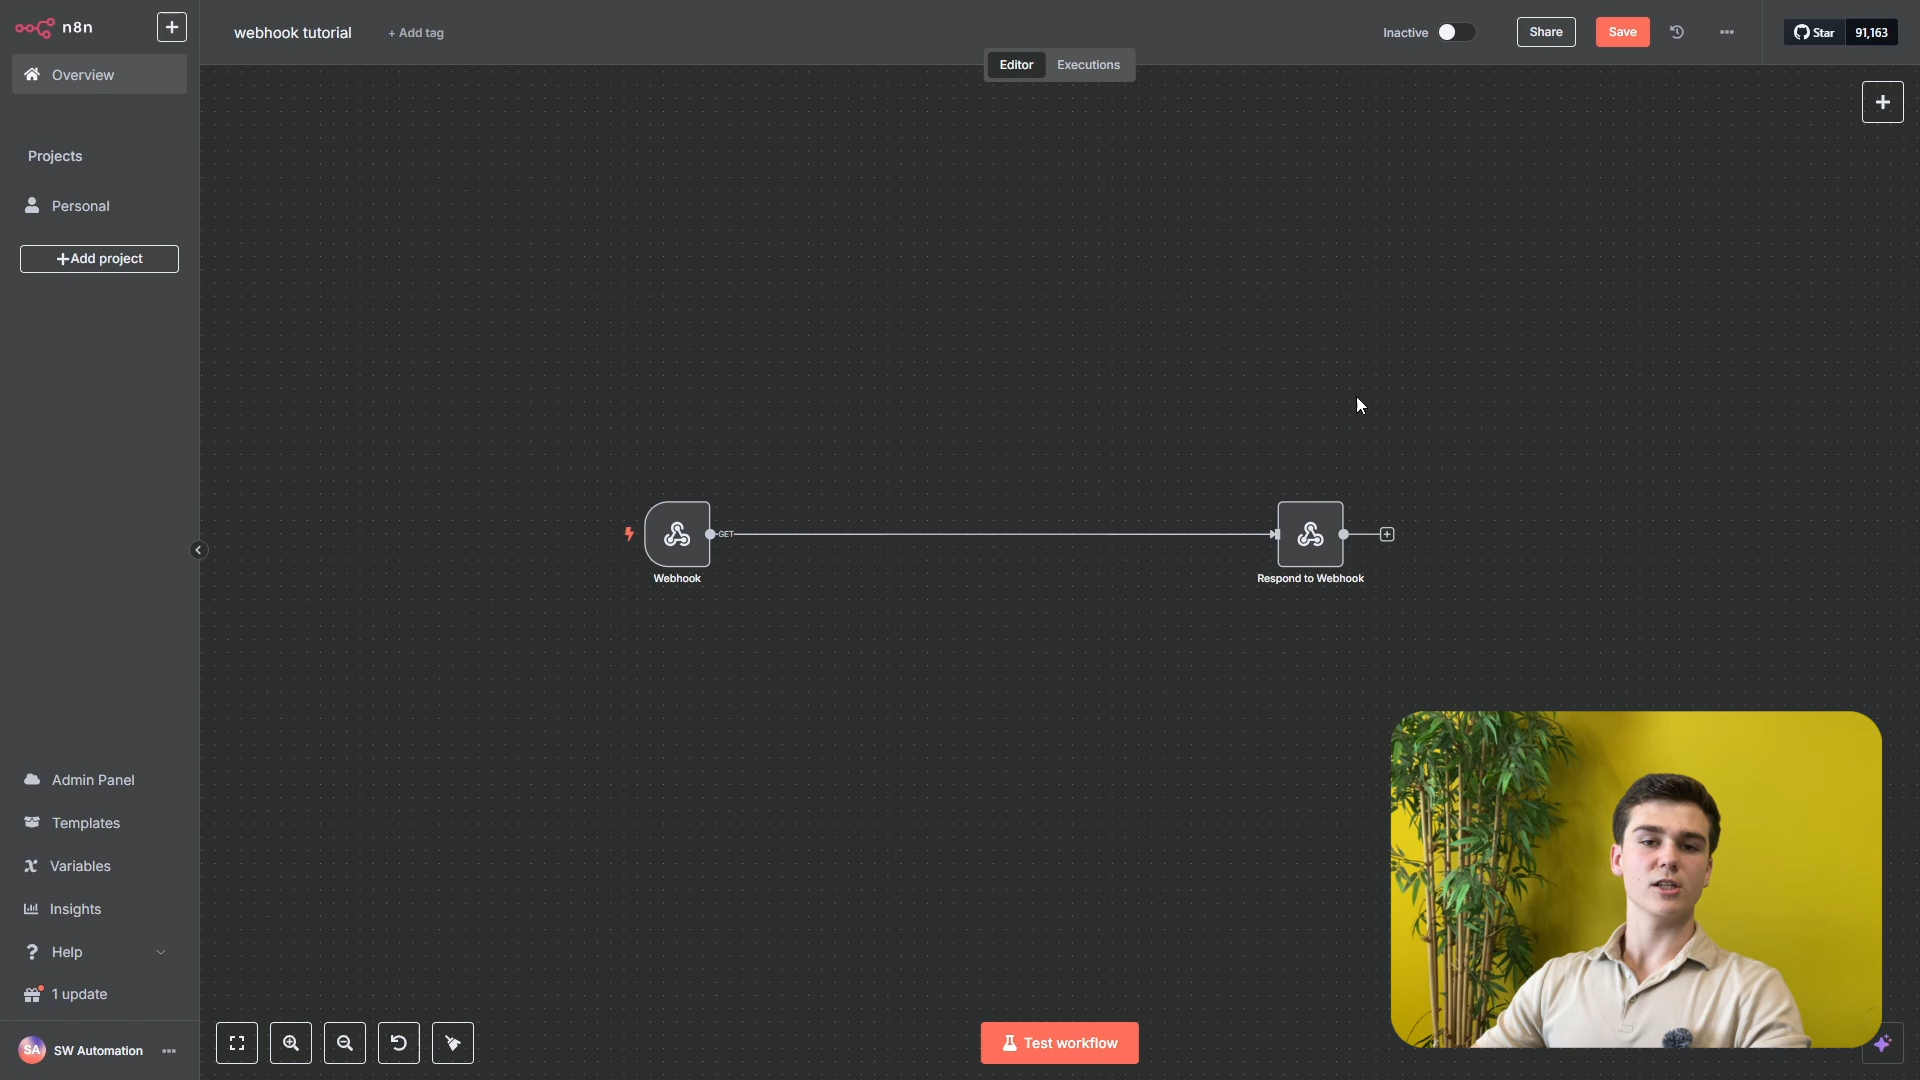 n8n
Overview
Projects
Personal
Add project
Admin Panel
Templates
Variables
Insights
Help
1 update
SA
SW Automation
webhook tutorial
+ Add tag
Inactive
Share
Save
Star
91,163
Editor
Executions
GET
Webhook
Respond to Webhook
Test workflow